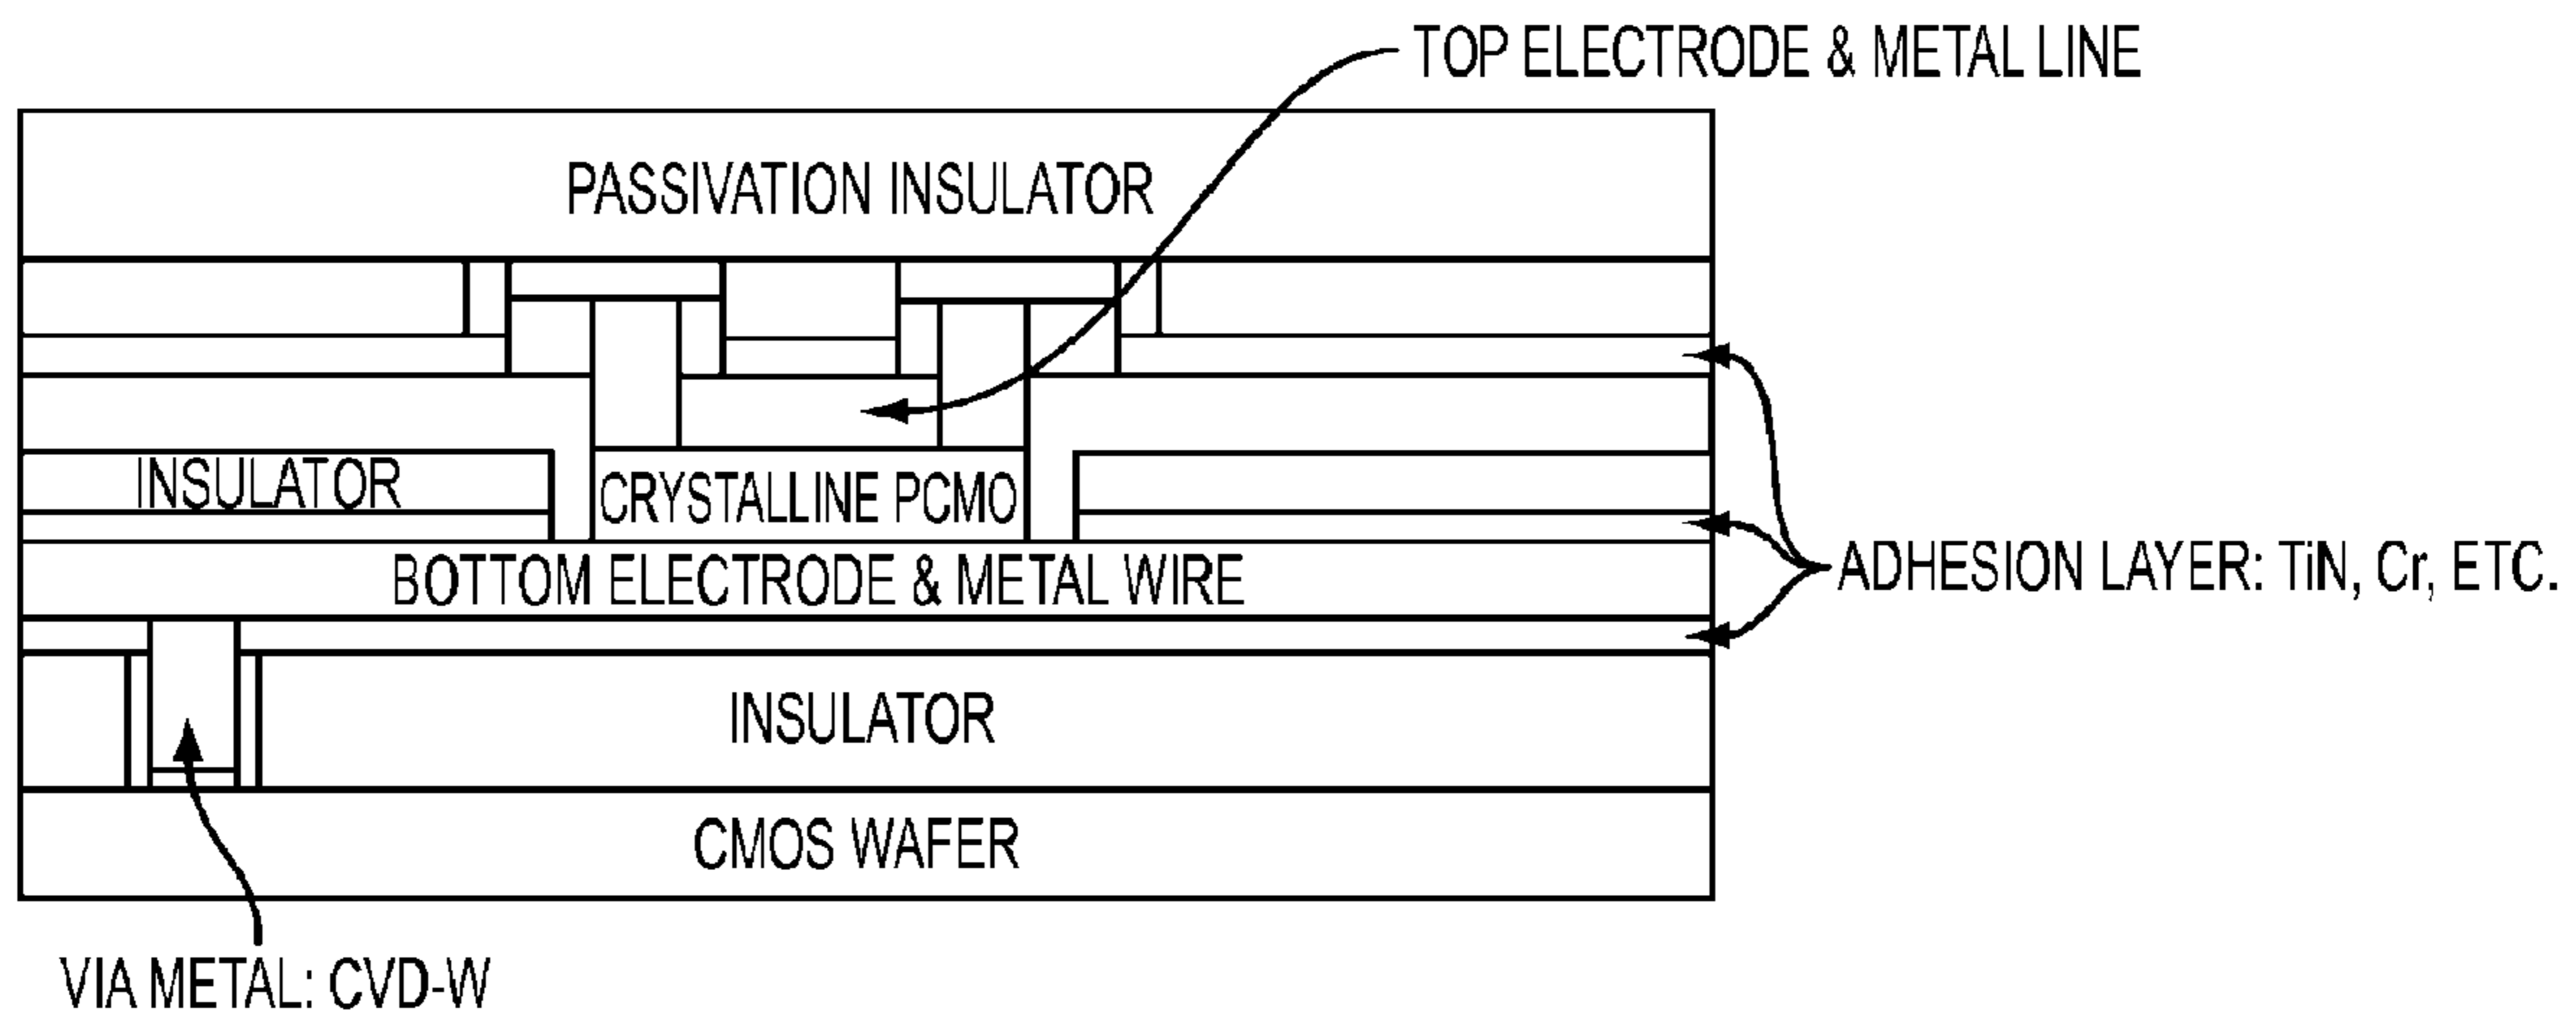 TOP ELECTRODE & METAL LINE
PASSIVATION INSULATOR
INSULATOR
CRYSTALLINE PCMO
BOTTOM ELECTRODE & METAL WIRE
ADHESION LAYER: TiN, Cr, ETC.
INSULATOR
CMOS WAFER
VIA METAL: CVD-W